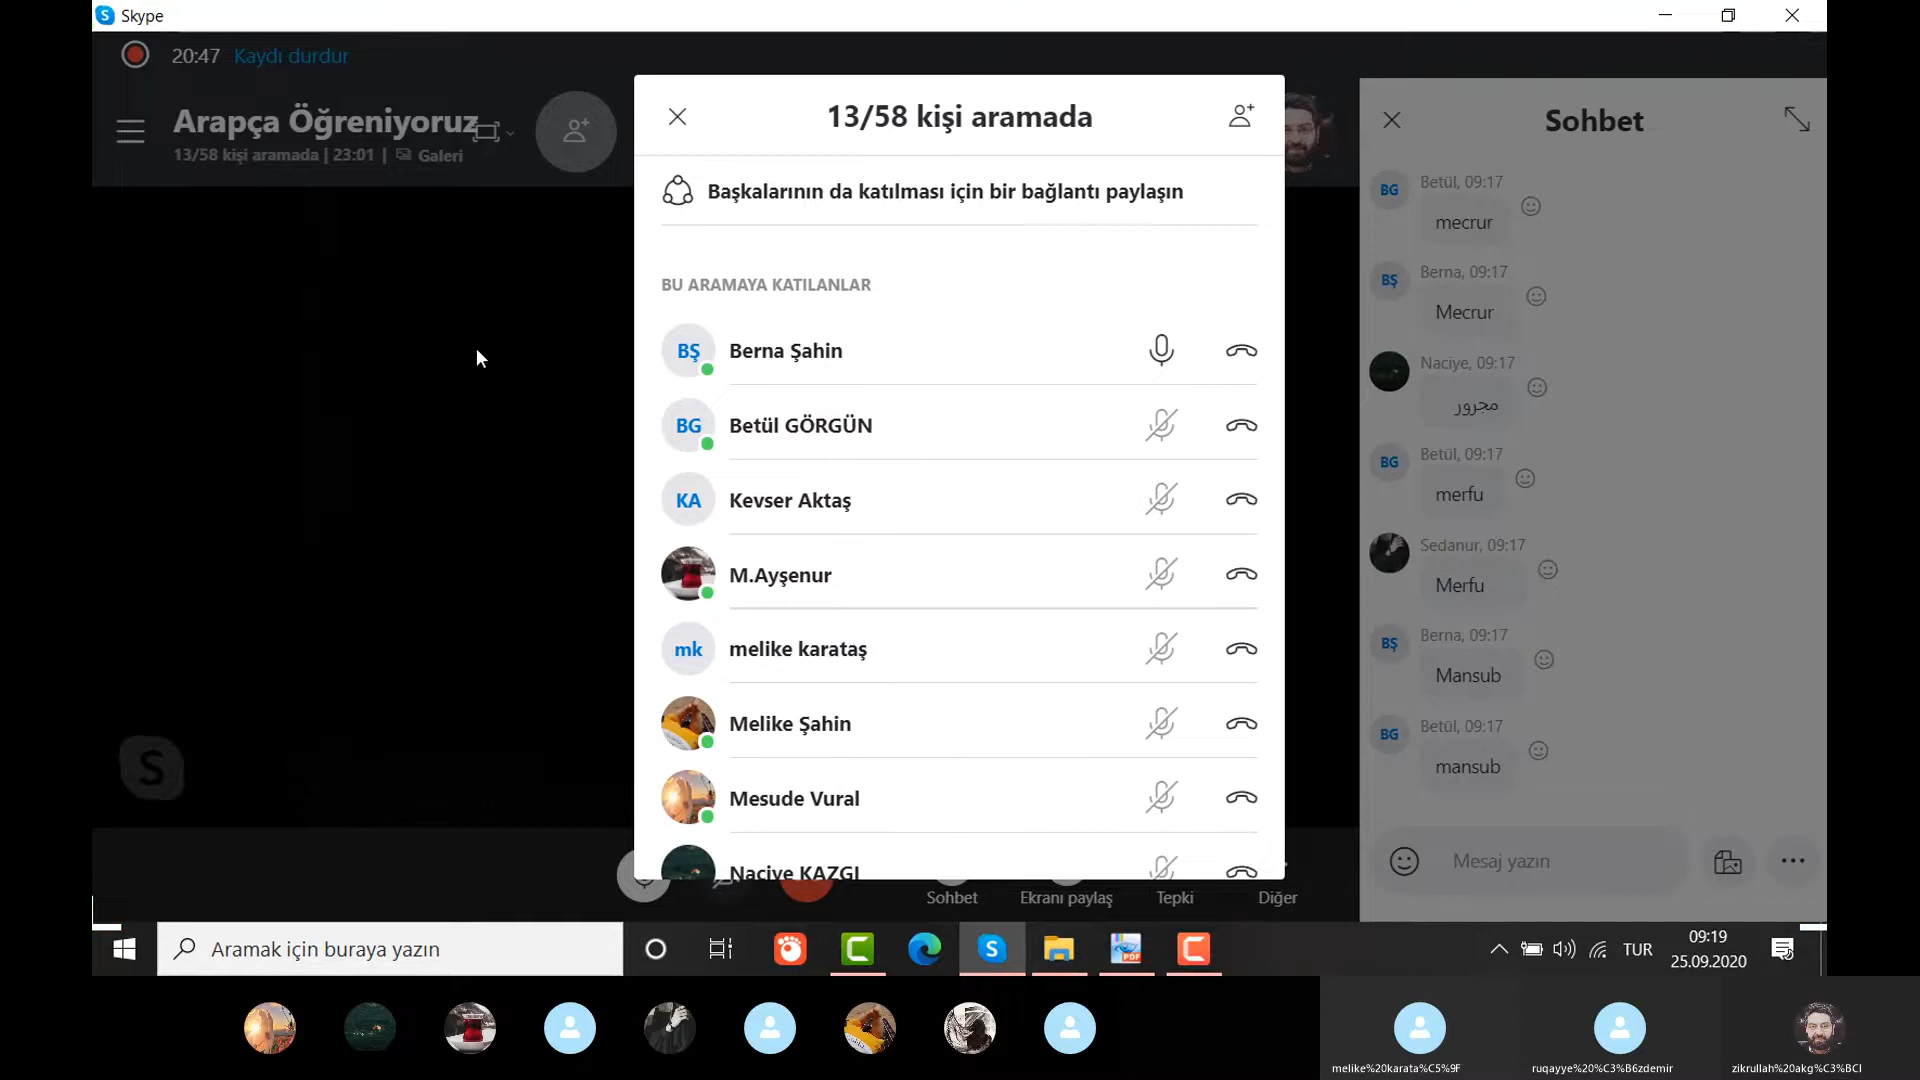 Skype
20:47 Kaydı durdur
Arapça Öğreniyoruz
13/58 kişi aramada | 23:01 | Galeri
13/58 kişi aramada
Başkalarının da katılması için bir bağlantı paylaşın
BU ARAMAYA KATILANLAR
BŞ Berna Şahin
BG Betül GÖRGÜN
KA Kevser Aktaş
M.Ayşenur
mk melike karataş
Melike Şahin
Mesude Vural
Naciye KAZGI
Sohbet
Betül, 09:17
BG
mecrur
Berna, 09:17
BŞ
Mecrur
Naciye, 09:17
مجرور
Betül, 09:17
BG
merfu
Sedanur, 09:17
Merfu
Berna, 09:17
BŞ
Mansub
Betül, 09:17
BG
mansub
Mesaj yazın
Sohbet Ekranı paylaş Tepki Diğer
Aramak için buraya yazın
TUR
09:19
25.09.2020
melike%20karata%C5%9F
ruqayye%20%C3%B6zdemir
zikrullah%20akg%C3%BCl